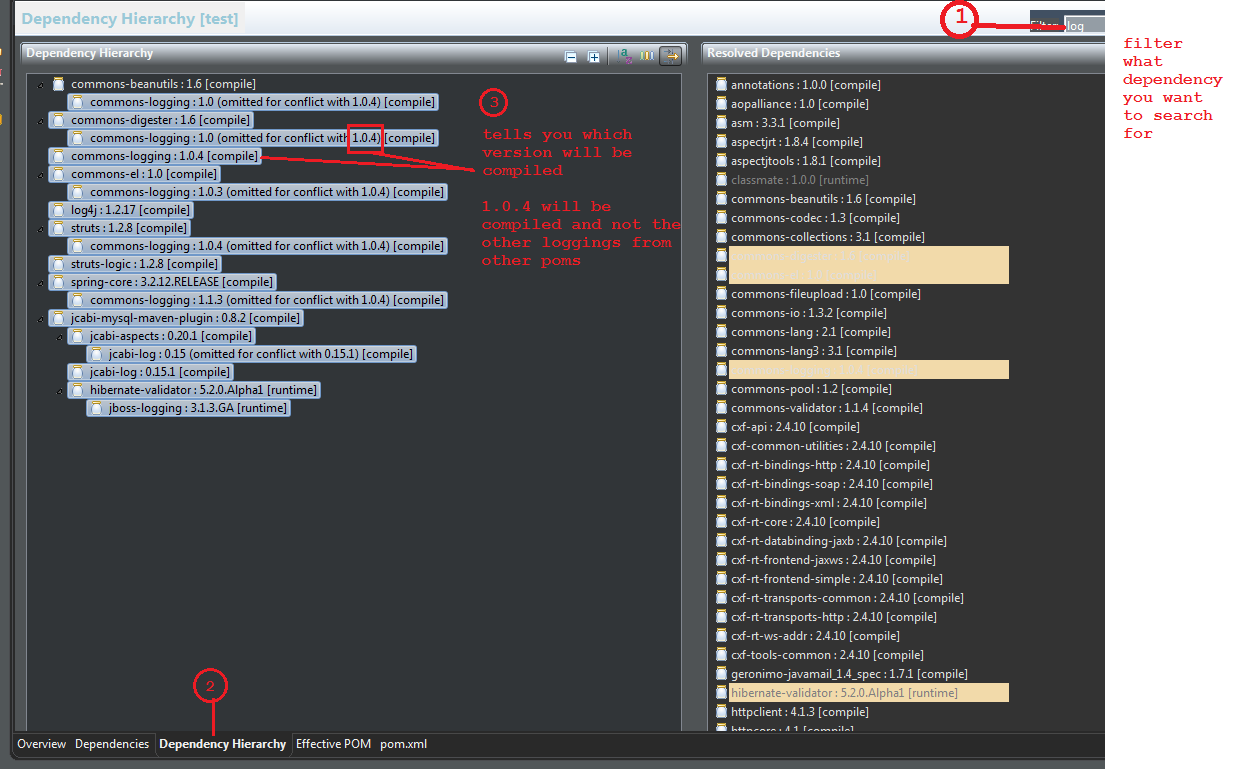 Dependency Hierarchy [test]
1
Filter: log
filter
what
dependency
you want
to search
for
Dependency Hierarchy
commons-beanutils : 1.6 [compile]
commons-logging : 1.0 (omitted for conflict with 1.0.4) [compile]
commons-digester : 1.6 [compile]
commons-logging : 1.0 (omitted for conflict with 1.0.4) [compile]
commons-logging : 1.0.4 [compile]
commons-el : 1.0 [compile]
commons-logging : 1.0.3 (omitted for conflict with 1.0.4) [compile]
log4j : 1.2.17 [compile]
struts : 1.2.8 [compile]
commons-logging : 1.0.4 (omitted for conflict with 1.0.4) [compile]
struts-logic : 1.2.8 [compile]
spring-core : 3.2.12.RELEASE [compile]
commons-logging : 1.1.3 (omitted for conflict with 1.0.4) [compile]
jcabi-mysql-maven-plugin : 0.8.2 [compile]
jcabi-aspects : 0.20.1 [compile]
jcabi-log : 0.15 (omitted for conflict with 0.15.1) [compile]
jcabi-log : 0.15.1 [compile]
hibernate-validator : 5.2.0.Alpha1 [runtime]
jboss-logging : 3.1.3.GA [runtime]
3
tells you which
version will be
compiled
1.0.4 will be
compiled and not the
other loggings from
other poms
Resolved Dependencies
annotations : 1.0.0 [compile]
aopalliance : 1.0 [compile]
asm : 3.3.1 [compile]
aspectjrt : 1.8.4 [compile]
aspectjtools : 1.8.1 [compile]
classmate : 1.0.0 [runtime]
commons-beanutils : 1.6 [compile]
commons-codec : 1.3 [compile]
commons-collections : 3.1 [compile]
commons-fileupload : 1.0 [compile]
commons-io : 1.3.2 [compile]
commons-lang : 2.1 [compile]
commons-lang3 : 3.1 [compile]
commons-pool : 1.2 [compile]
commons-validator : 1.1.4 [compile]
cxf-api : 2.4.10 [compile]
cxf-common-utilities : 2.4.10 [compile]
cxf-rt-bindings-http : 2.4.10 [compile]
cxf-rt-bindings-soap : 2.4.10 [compile]
cxf-rt-bindings-xml : 2.4.10 [compile]
cxf-rt-core : 2.4.10 [compile]
cxf-rt-databinding-jaxb : 2.4.10 [compile]
cxf-rt-frontend-jaxws : 2.4.10 [compile]
cxf-rt-frontend-simple : 2.4.10 [compile]
cxf-rt-transports-common : 2.4.10 [compile]
cxf-rt-transports-http : 2.4.10 [compile]
cxf-rt-ws-addr : 2.4.10 [compile]
cxf-tools-common : 2.4.10 [compile]
geronimo-javamail_1.4_spec : 1.7.1 [compile]
hibernate-validator : 5.2.0.Alpha1 [runtime]
httpclient : 4.1.3 [compile]
httpcore : 4.1 [compile]
2
Overview Dependencies Dependency Hierarchy Effective POM pom.xml